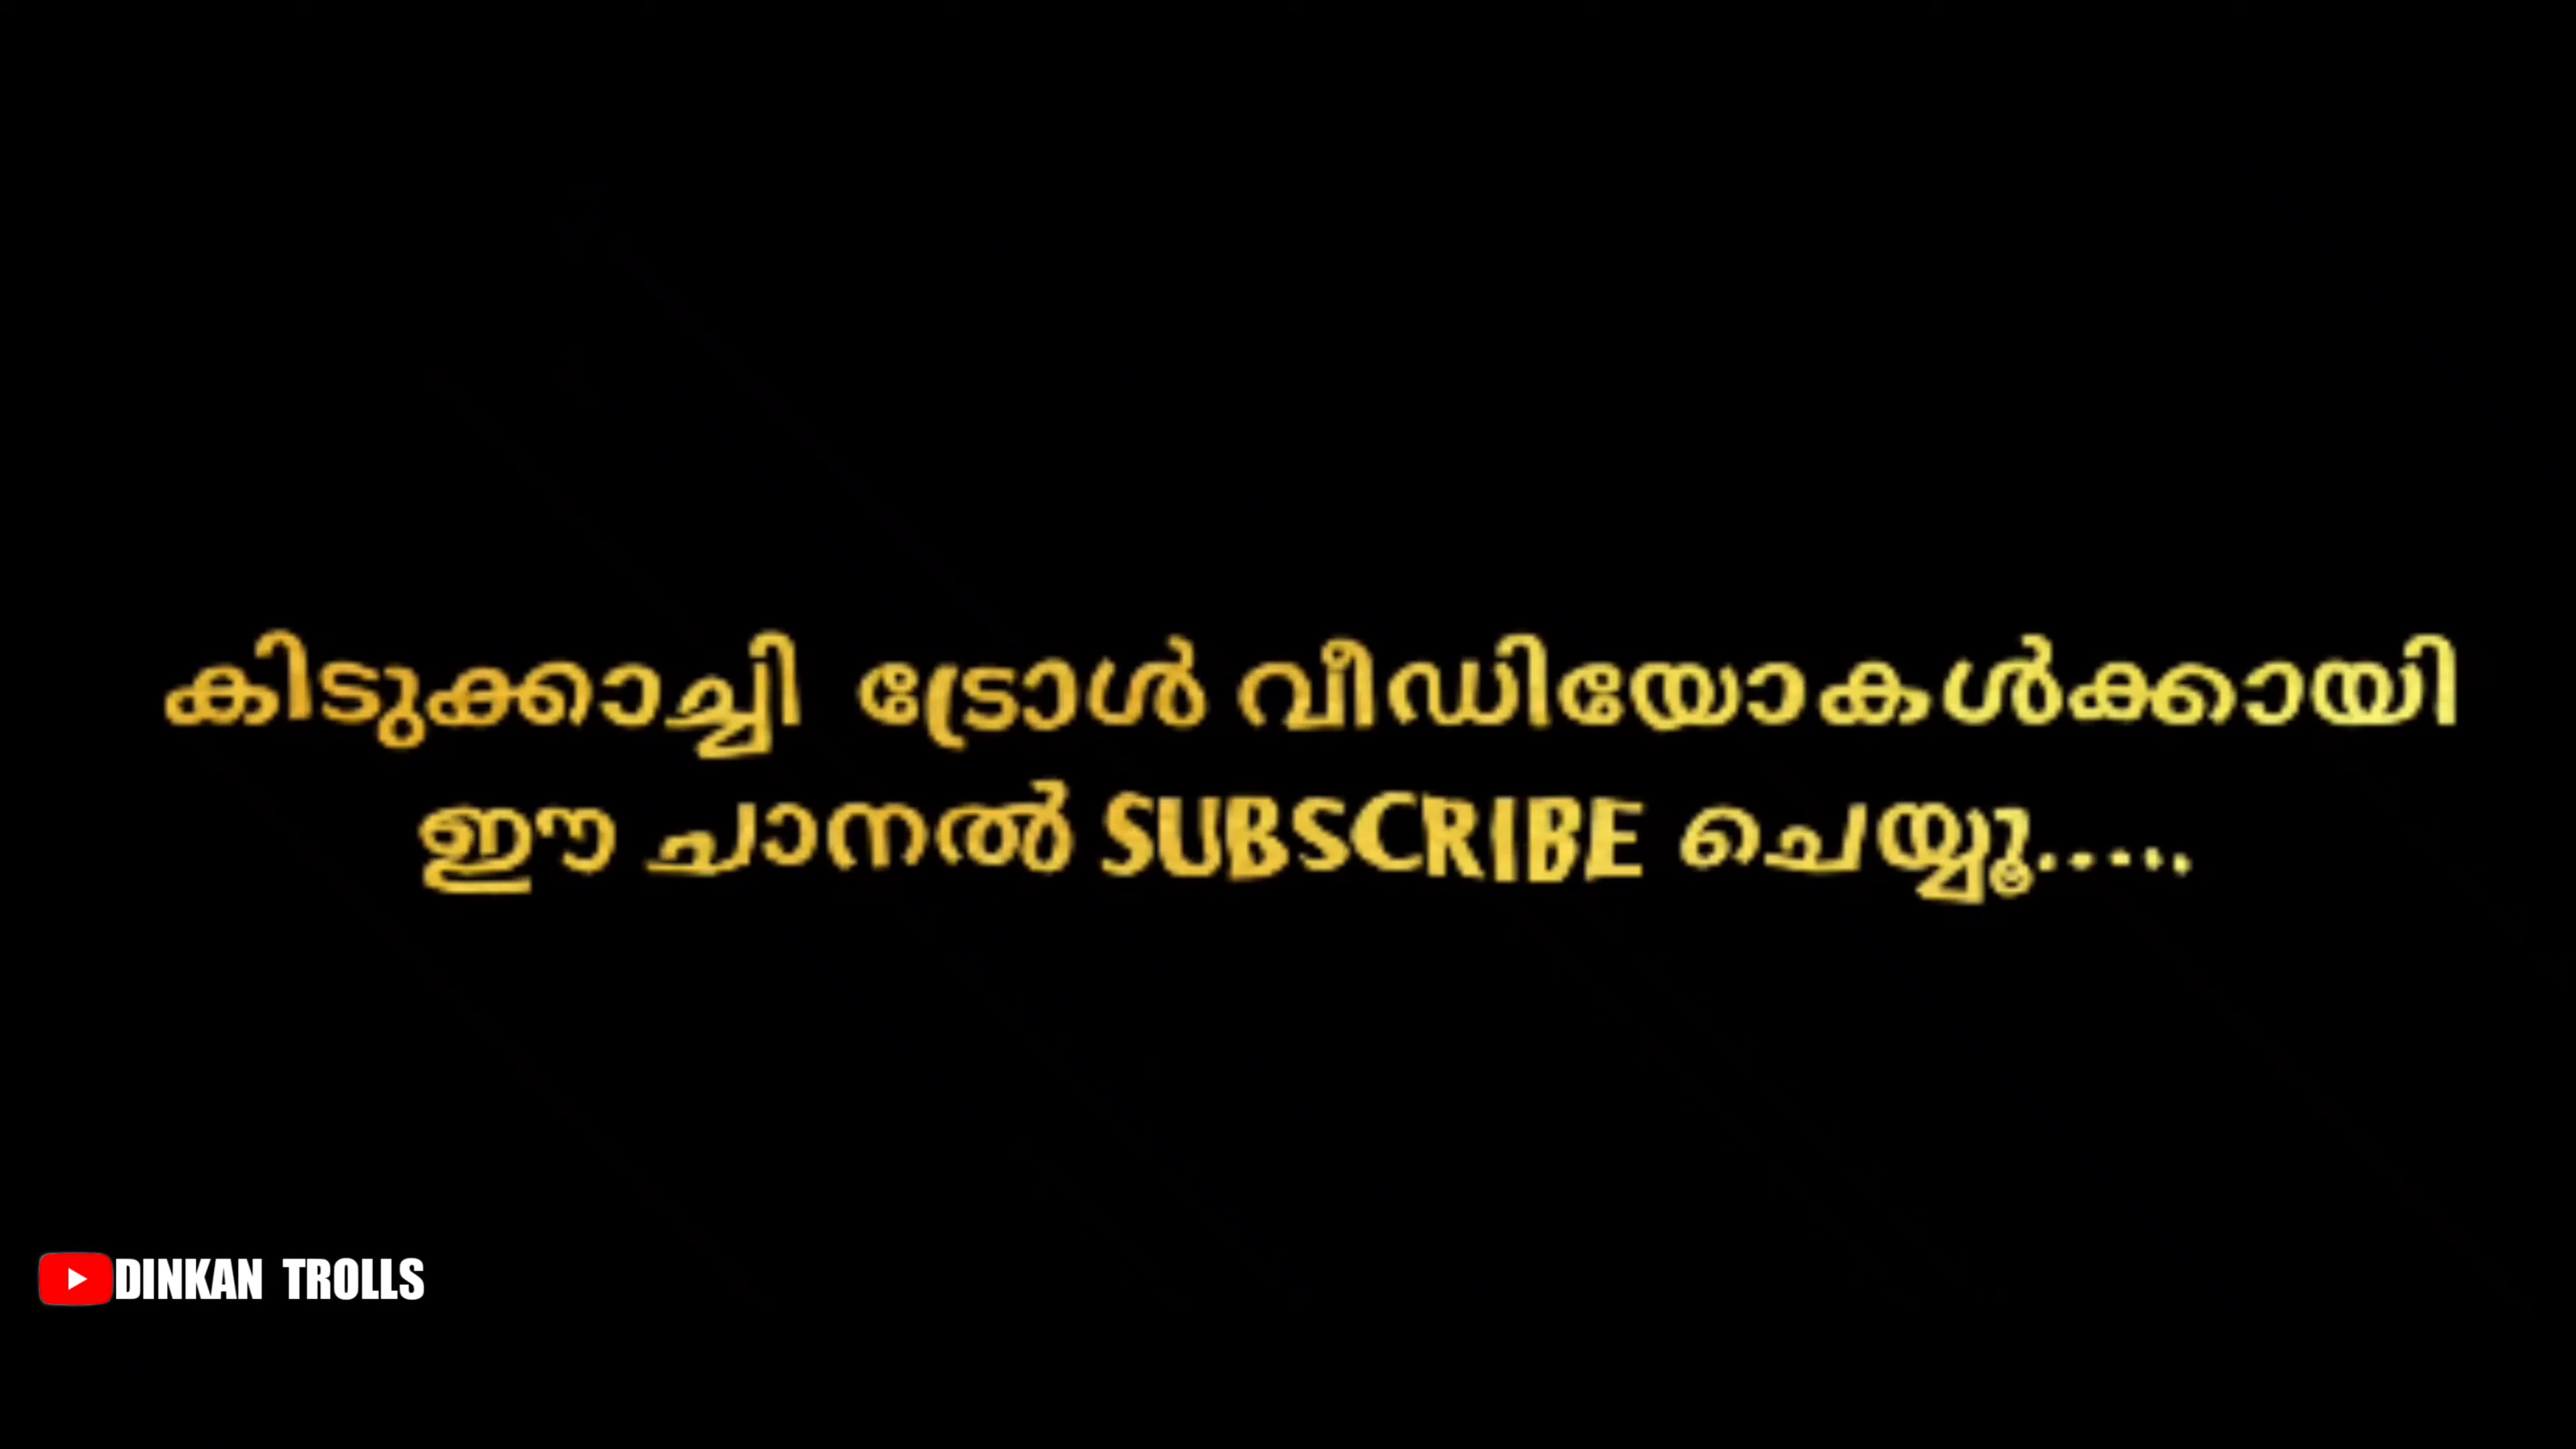 കിടുക്കാച്ചി ട്രോൾ വീഡിയോകൾക്കായി
ഈ ചാനൽ SUBSCRIBE ചെയ്യൂ......
DINKAN TROLLS